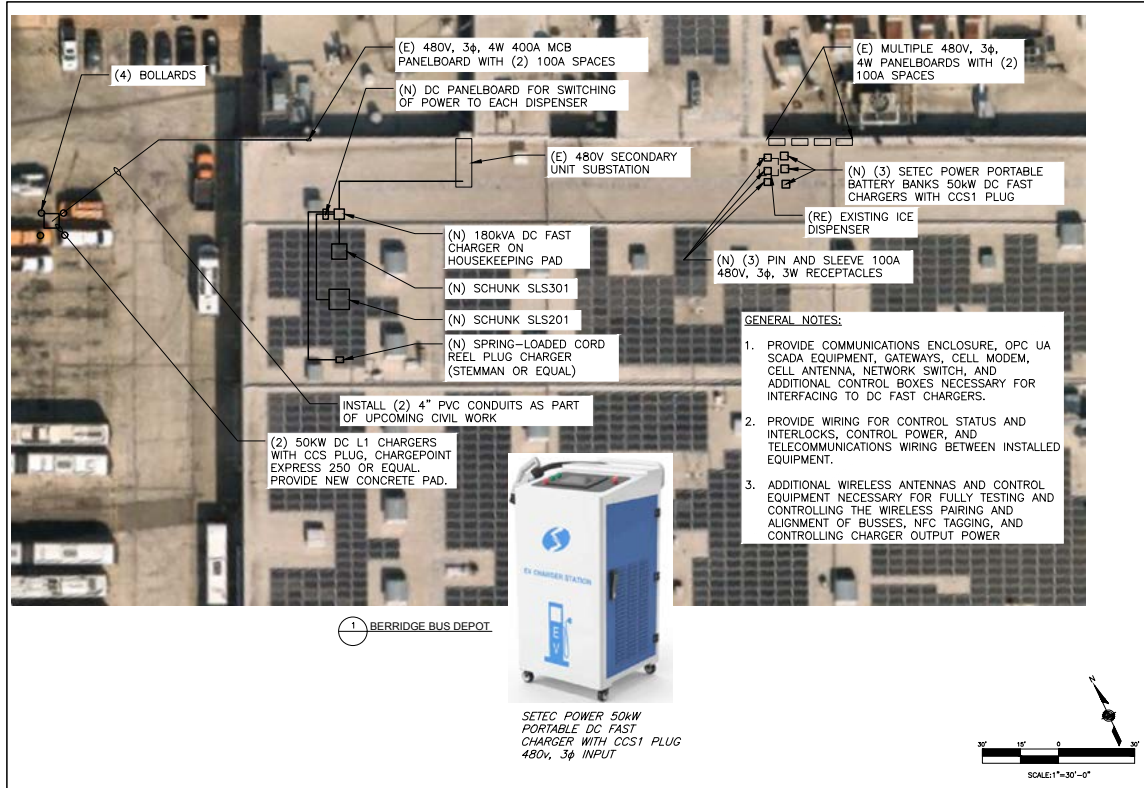 (4) BOLLARDS
(E) 480V, 3ϕ, 4W 400A MCB
PANELBOARD WITH (2) 100A SPACES
(N) DC PANELBOARD FOR SWITCHING
OF POWER TO EACH DISPENSER
(E) 480V SECONDARY
UNIT SUBSTATION
(E) MULTIPLE 480V, 3ϕ,
4W PANELBOARDS WITH (2)
100A SPACES
(N) (3) SETEC POWER PORTABLE
BATTERY BANKS 50kW DC FAST
CHARGERS WITH CCS1 PLUG
(RE) EXISTING ICE
DISPENSER
(N) (3) PIN AND SLEEVE 100A
480V, 3ϕ, 3W RECEPTACLES
(N) 180kVA DC FAST
CHARGER ON
HOUSEKEEPING PAD
(N) SCHUNK SLS301
(N) SCHUNK SLS201
(N) SPRING-LOADED CORD
REEL PLUG CHARGER
(STEMMAN OR EQUAL)
INSTALL (2) 4" PVC CONDUITS AS PART
OF UPCOMING CIVIL WORK
(2) 50KW DC L1 CHARGERS
WITH CCS PLUG, CHARGEPOINT
EXPRESS 250 OR EQUAL.
PROVIDE NEW CONCRETE PAD.
GENERAL NOTES:
1. PROVIDE COMMUNICATIONS ENCLOSURE, OPC UA
SCADA EQUIPMENT, GATEWAYS, CELL MODEM,
CELL ANTENNA, NETWORK SWITCH, AND
ADDITIONAL CONTROL BOXES NECESSARY FOR
INTERFACING TO DC FAST CHARGERS.
2. PROVIDE WIRING FOR CONTROL STATUS AND
INTERLOCKS, CONTROL POWER, AND
TELECOMMUNICATIONS WIRING BETWEEN INSTALLED
EQUIPMENT.
3. ADDITIONAL WIRELESS ANTENNAS AND CONTROL
EQUIPMENT NECESSARY FOR FULLY TESTING AND
CONTROLLING THE WIRELESS PAIRING AND
ALIGNMENT OF BUSSES, NFC TAGGING, AND
CONTROLLING CHARGER OUTPUT POWER
EV CHARGER STATION
EV
1 BERRIDGE BUS DEPOT
SETEC POWER 50kW
PORTABLE DC FAST
CHARGER WITH CCS1 PLUG
480v, 3ϕ INPUT
N
30' 15' 0 30'
SCALE:1"=30'-0"